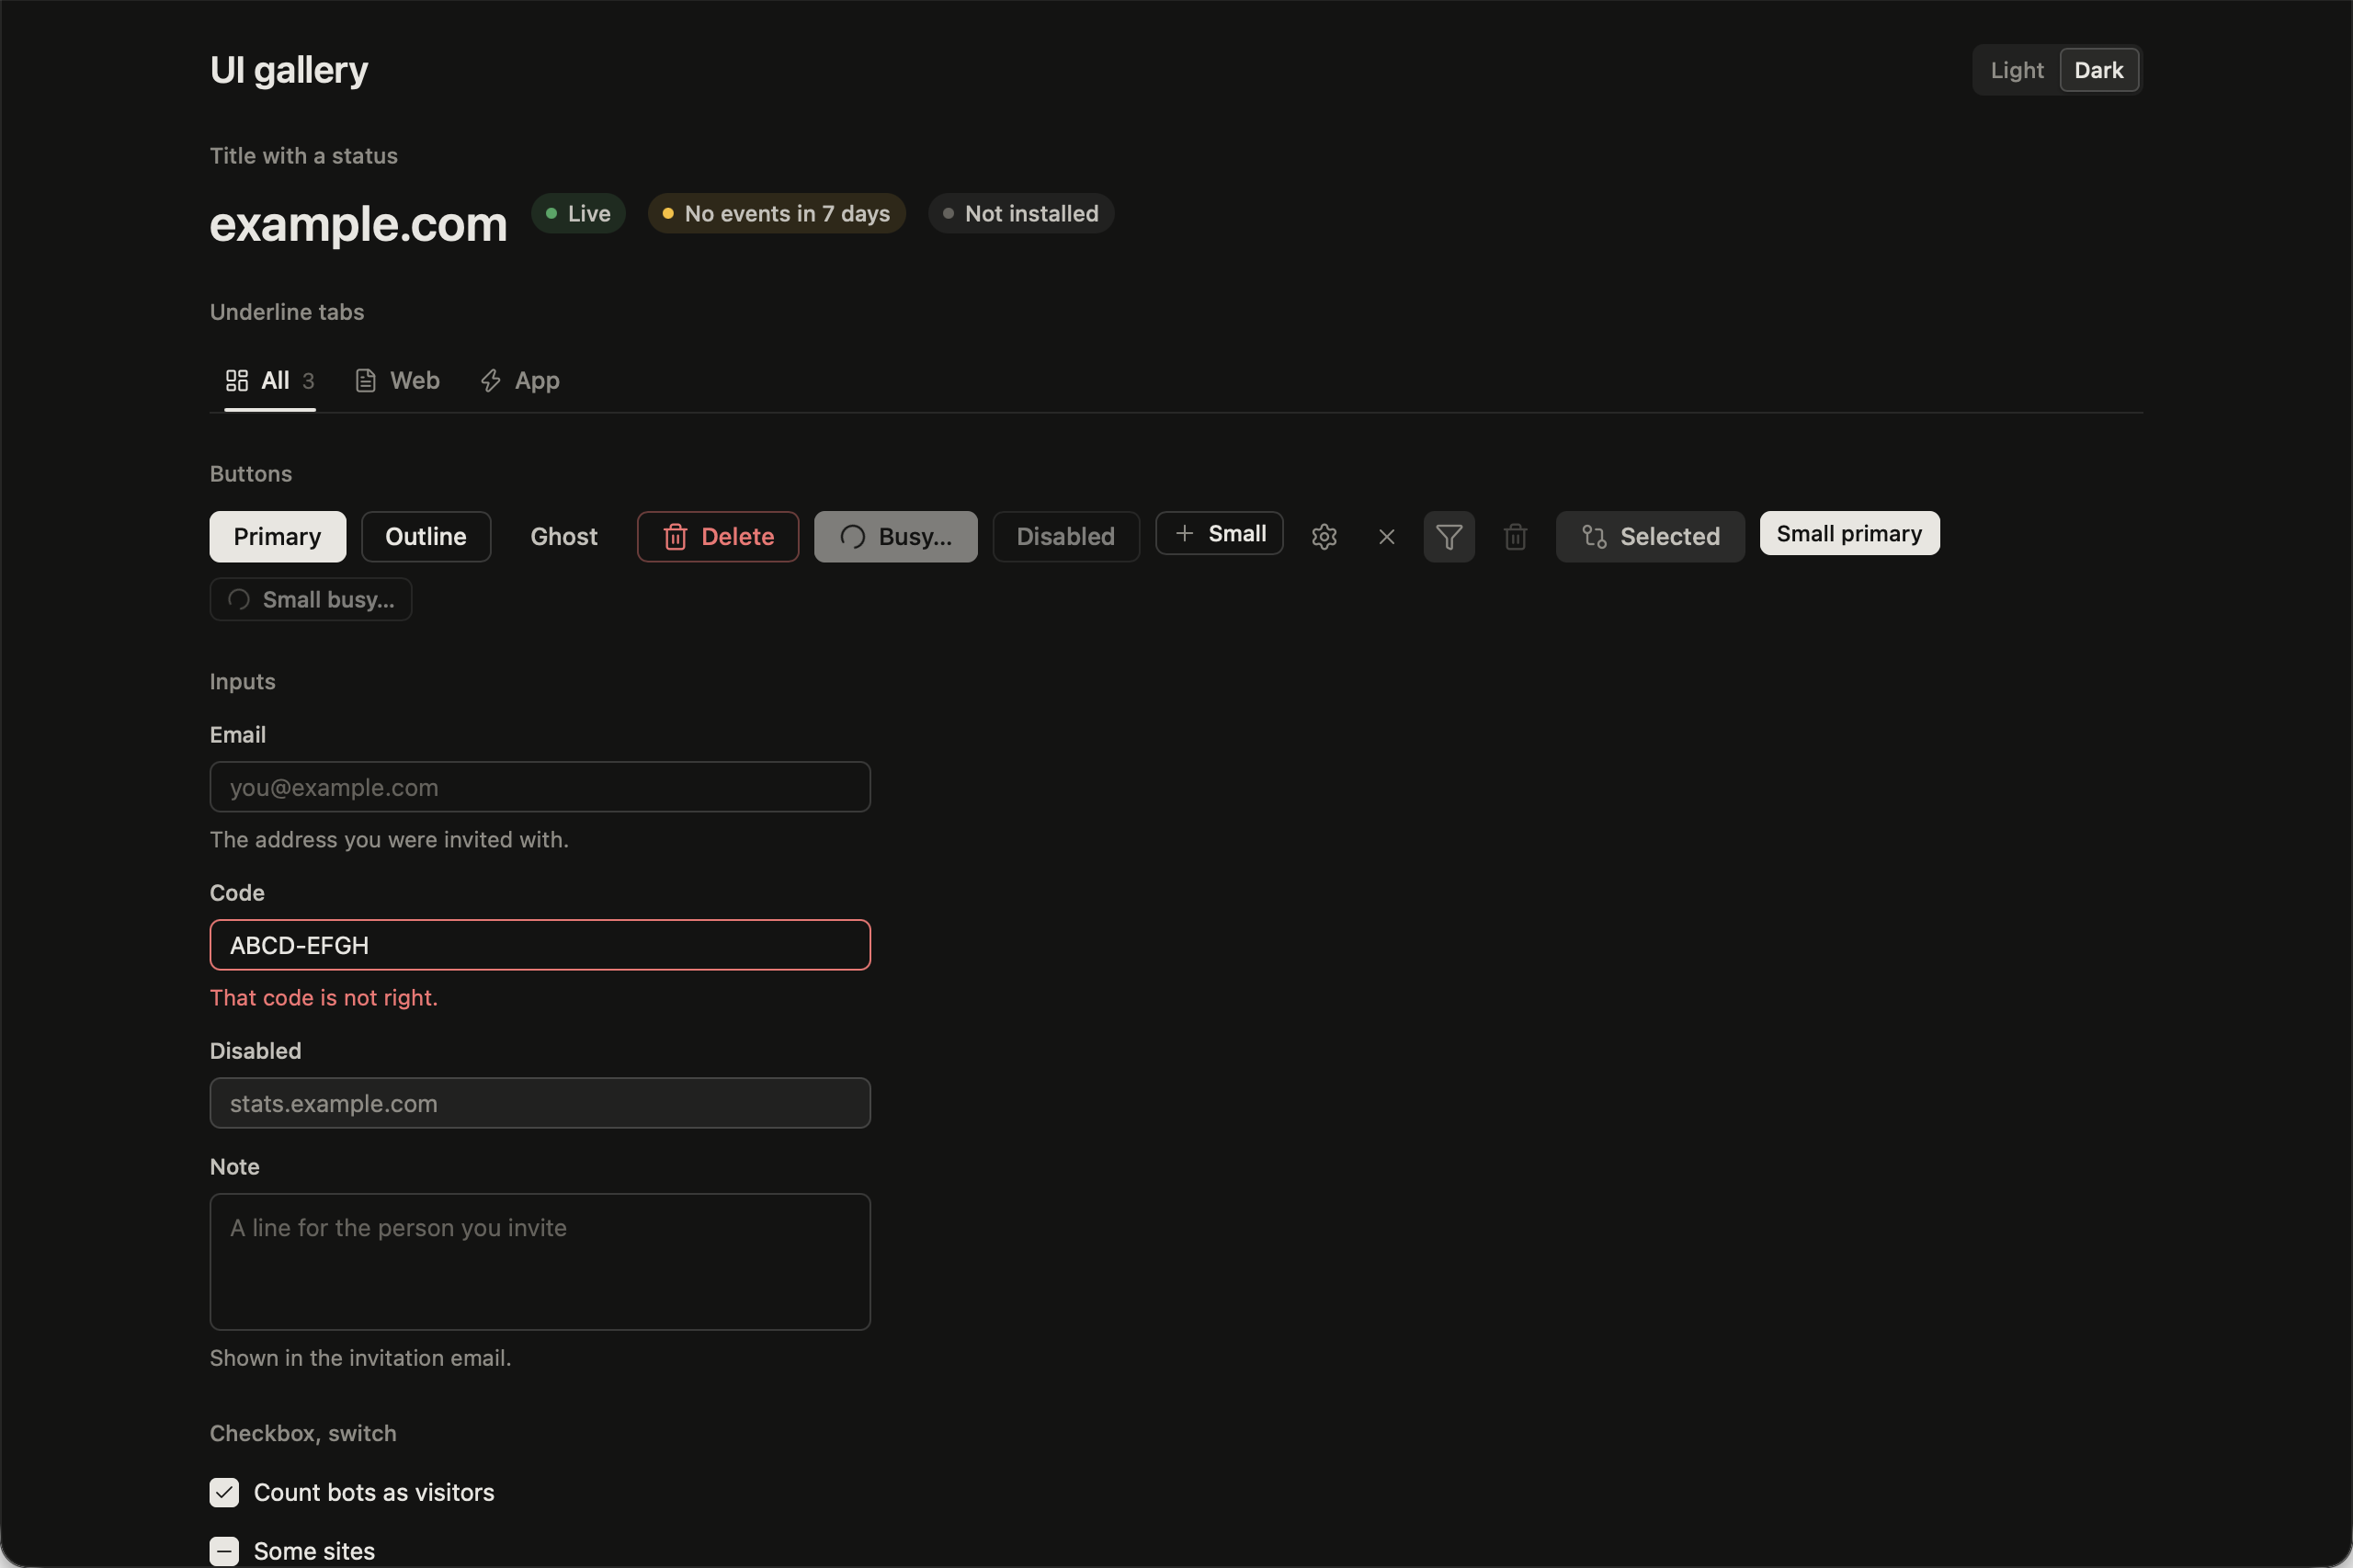 UI gallery
Light Dark
Title with a status
example.com Live No events in 7 days Not installed
Underline tabs
All 3 Web App
Buttons
Primary Outline Ghost Delete Busy... Disabled Small Selected Small primary
Small busy...
Inputs
Email
you@example.com
The address you were invited with.
Code
ABCD-EFGH
That code is not right.
Disabled
stats.example.com
Note
A line for the person you invite
Shown in the invitation email.
Checkbox, switch
Count bots as visitors
Some sites